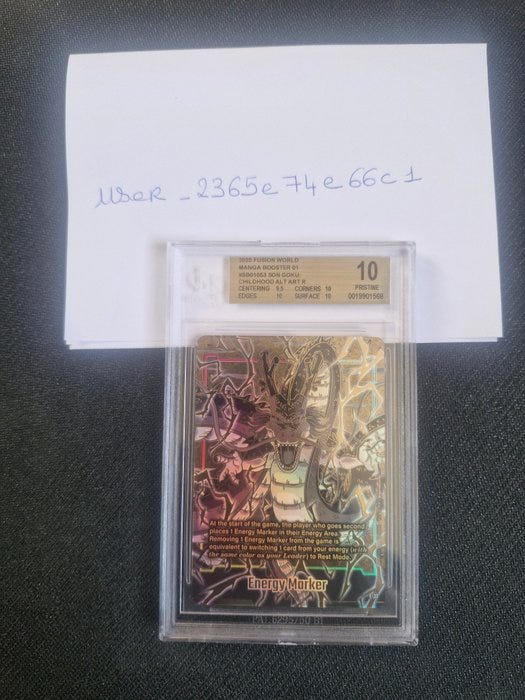 user_2365e74e66c1
2025 FUSION WORLD
MANGA BOOSTER 01
#SB01053 SON GOKU:
CHILDHOOD ALT ART R
CENTERING 9.5 CORNERS 10
EDGES 10 SURFACE 10
10
PRISTINE
0019901568
At the start of the game, the player who goes second
places 1 Energy Marker in their Energy Area.
Removing 1 Energy Marker from the game is
equivalent to switching 1 card from your energy (with
the same color as your Leader) to Rest Mode.
Energy Marker